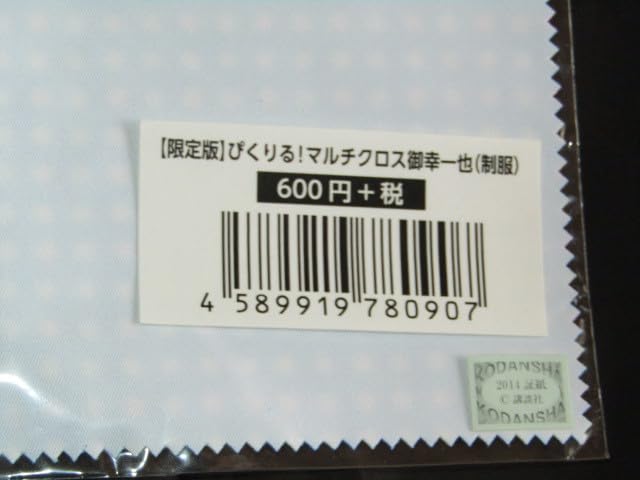 【限定版】ぴくりる!マルチクロス御幸一也(制服)
600円+税
4 589919 780907
KODANSHA
2014 証紙
© 講談社
KODANSHA